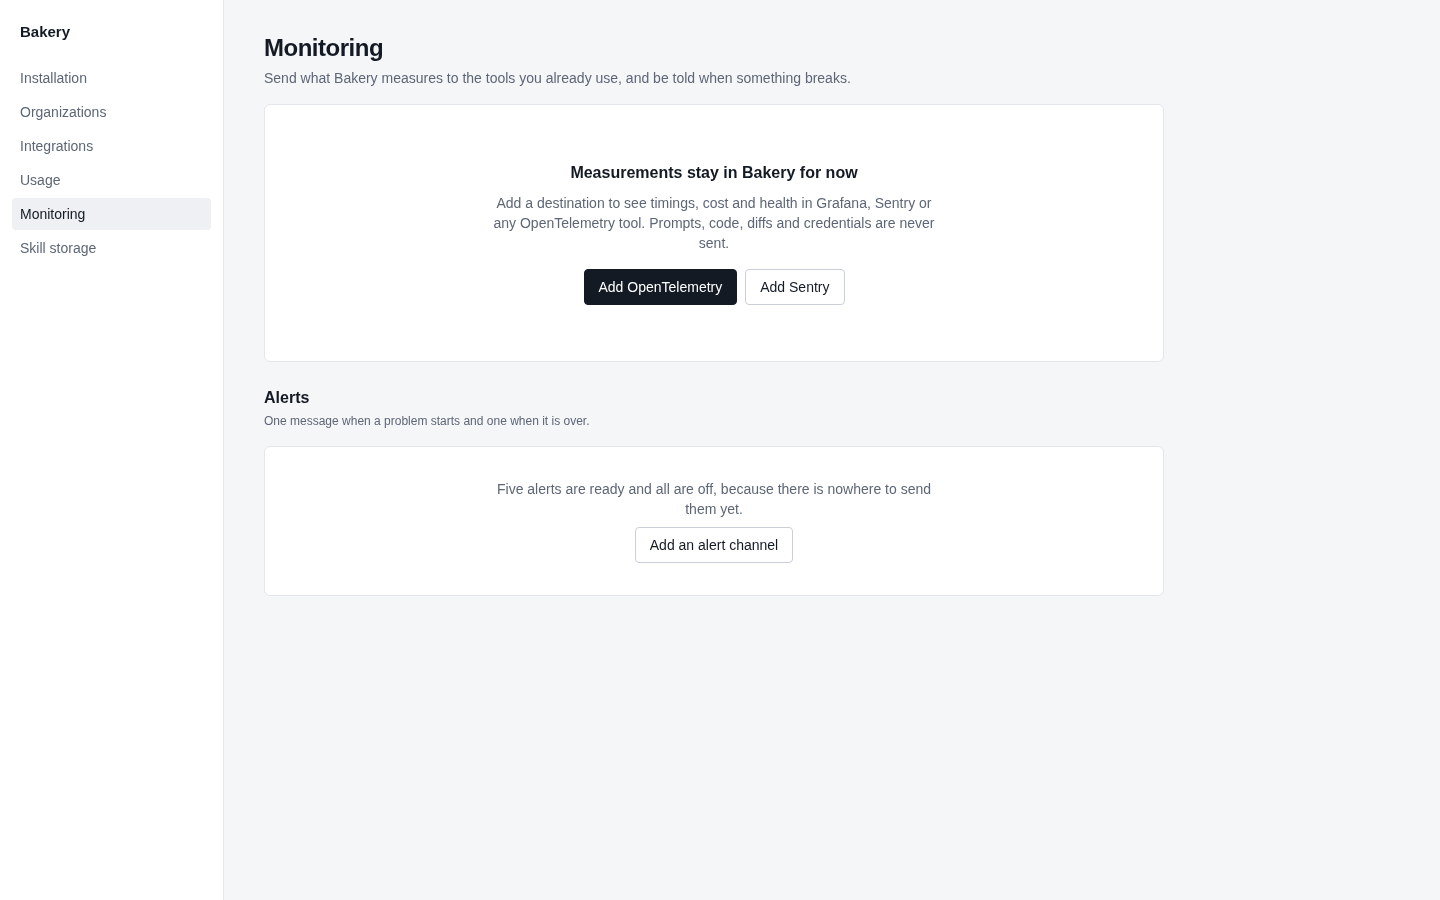 Bakery
Installation
Organizations
Integrations
Usage
Monitoring
Skill storage
Monitoring
Send what Bakery measures to the tools you already use, and be told when something breaks.
Measurements stay in Bakery for now
Add a destination to see timings, cost and health in Grafana, Sentry or
any OpenTelemetry tool. Prompts, code, diffs and credentials are never
sent.
Add OpenTelemetry
Add Sentry
Alerts
One message when a problem starts and one when it is over.
Five alerts are ready and all are off, because there is nowhere to send
them yet.
Add an alert channel